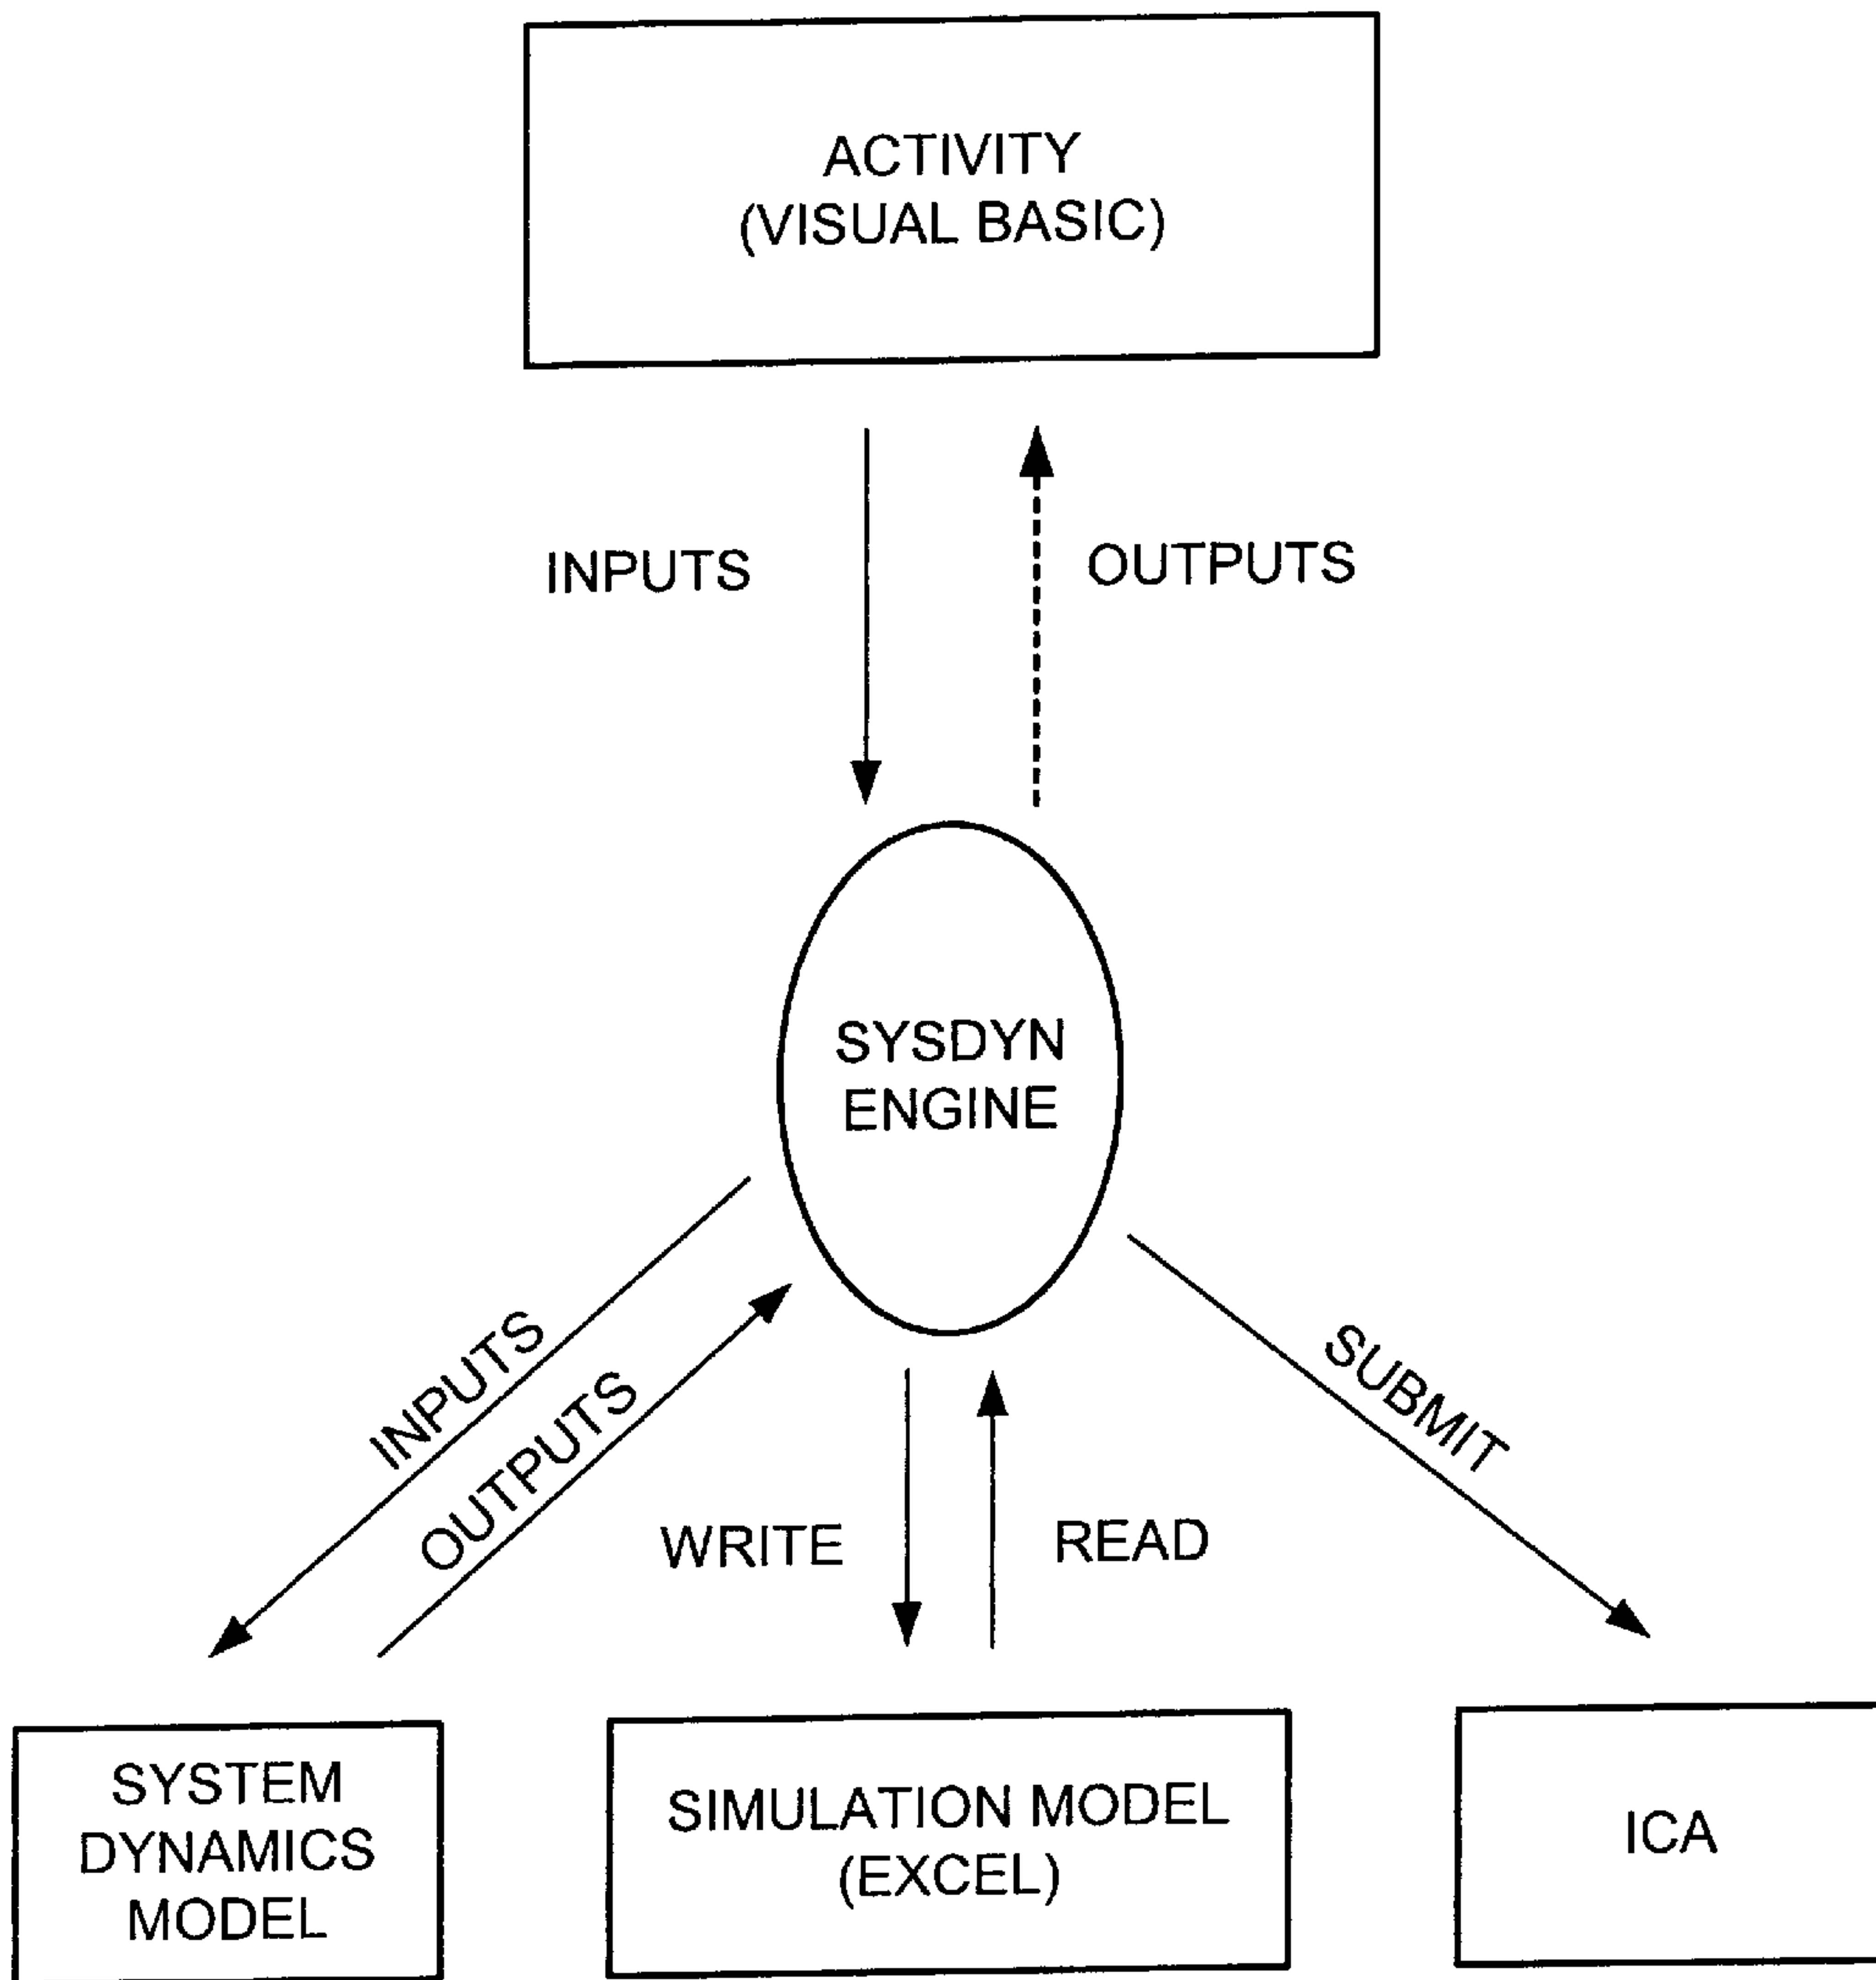 ACTIVITY
(VISUAL BASIC)
INPUTS
OUTPUTS
SYSDYN
ENGINE
INPUTS
OUTPUTS
WRITE
READ
SUBMIT
SYSTEM
DYNAMICS
MODEL
SIMULATION MODEL
(EXCEL)
ICA